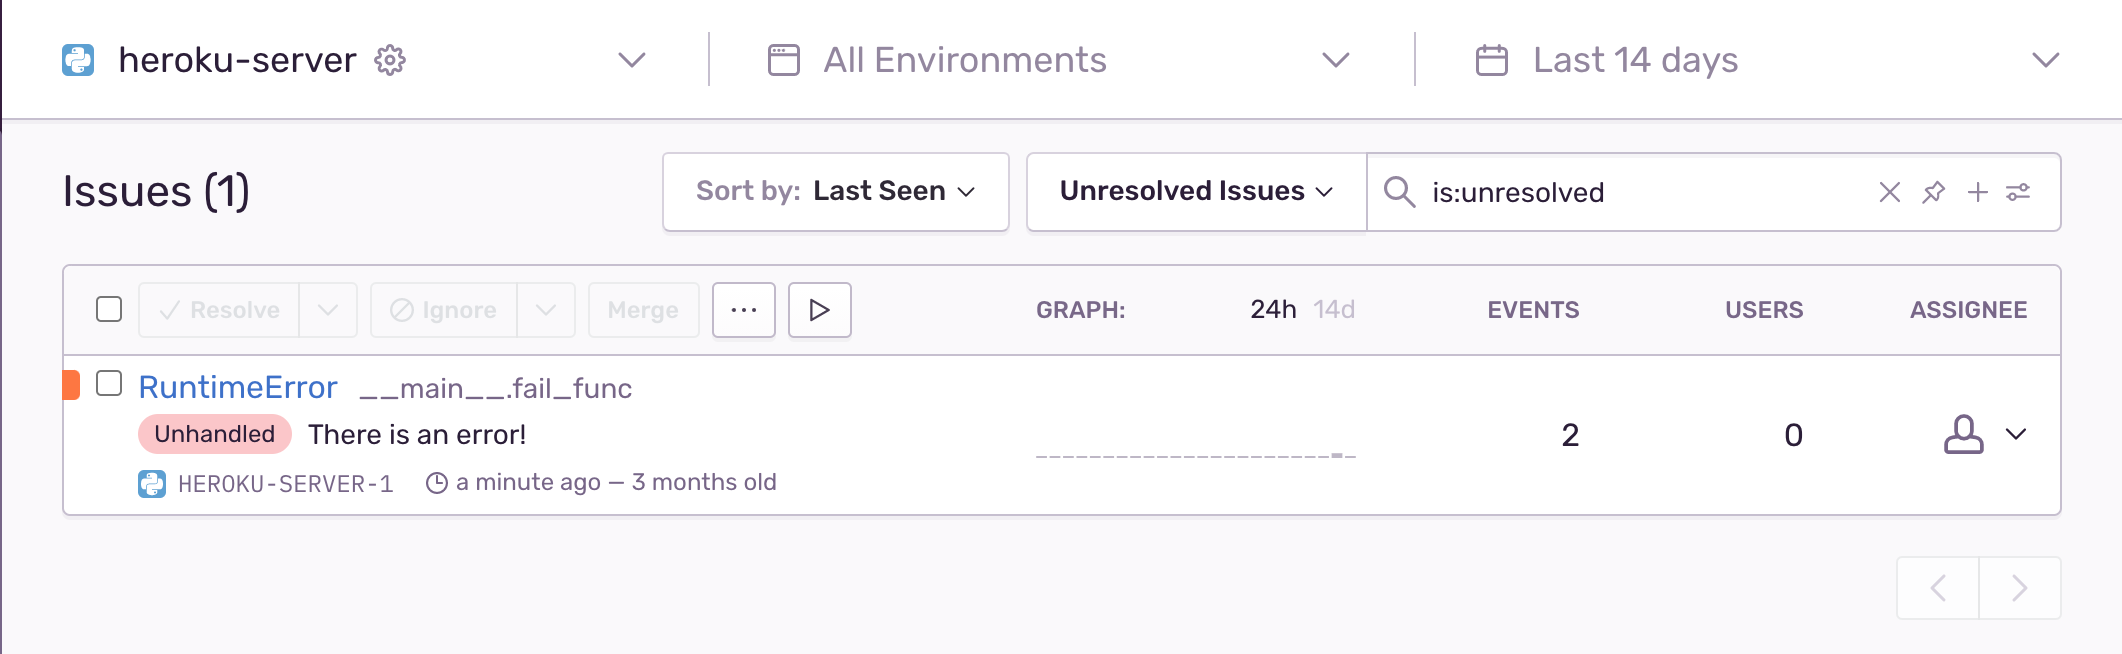 heroku-server All Environments Last 14 days
Issues (1) Sort by: Last Seen Unresolved Issues is:unresolved
Resolve Ignore Merge ... GRAPH: 24h 14d EVENTS USERS ASSIGNEE
RuntimeError __main__.fail_func
Unhandled There is an error! 2 0
HEROKU-SERVER-1 a minute ago — 3 months old